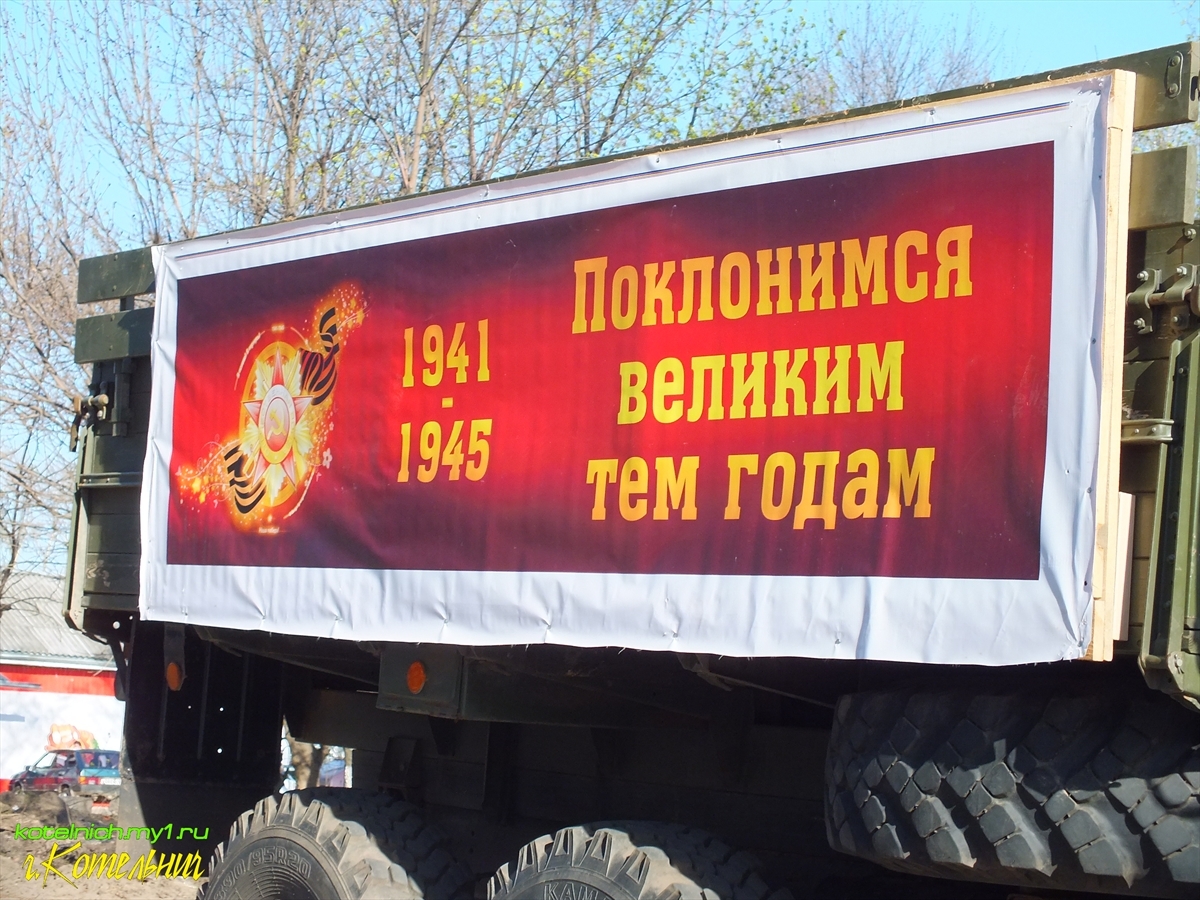 1941
-
1945
Поклонимся
великим
тем годам
kotelnich.my1.ru
г.Котельнич